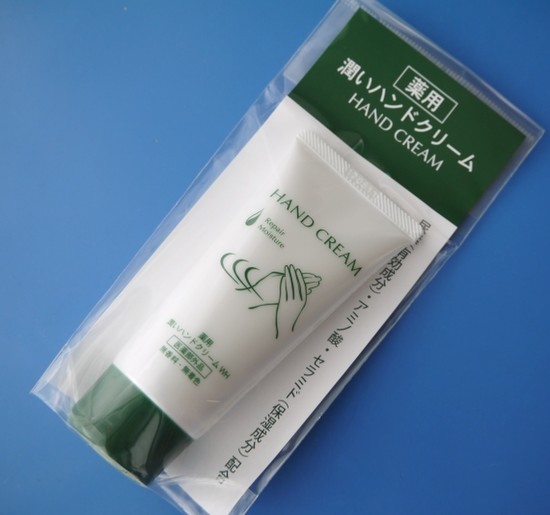 薬用
潤いハンドクリーム
HAND CREAM
(有効成分)・アミノ酸・セラミド(保湿成分)配合
HAND CREAM
Repair
Moisture
薬用
潤いハンドクリーム WH
医薬部外品
無香料・無着色